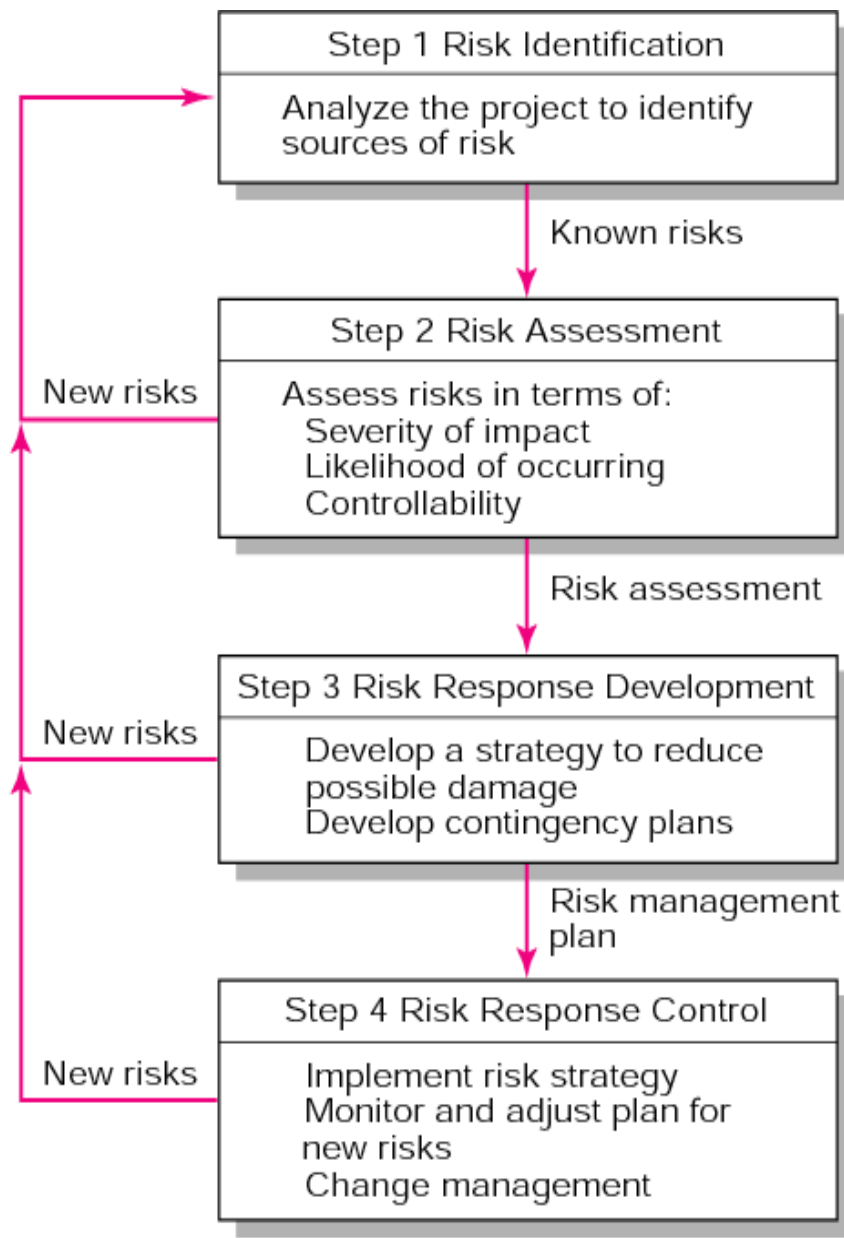 Step 1 Risk Identification
Analyze the project to identify
sources of risk
Known risks
Step 2 Risk Assessment
New risks
Assess risks in terms of:
Severity of impact
Likelihood of occurring
Controllability
Risk assessment
Step 3 Risk Response Development
New risks
Develop a strategy to reduce
possible damage
Develop contingency plans
Risk management
plan
Step 4 Risk Response Control
New risks
Implement risk strategy
Monitor and adjust plan for
new risks
Change management